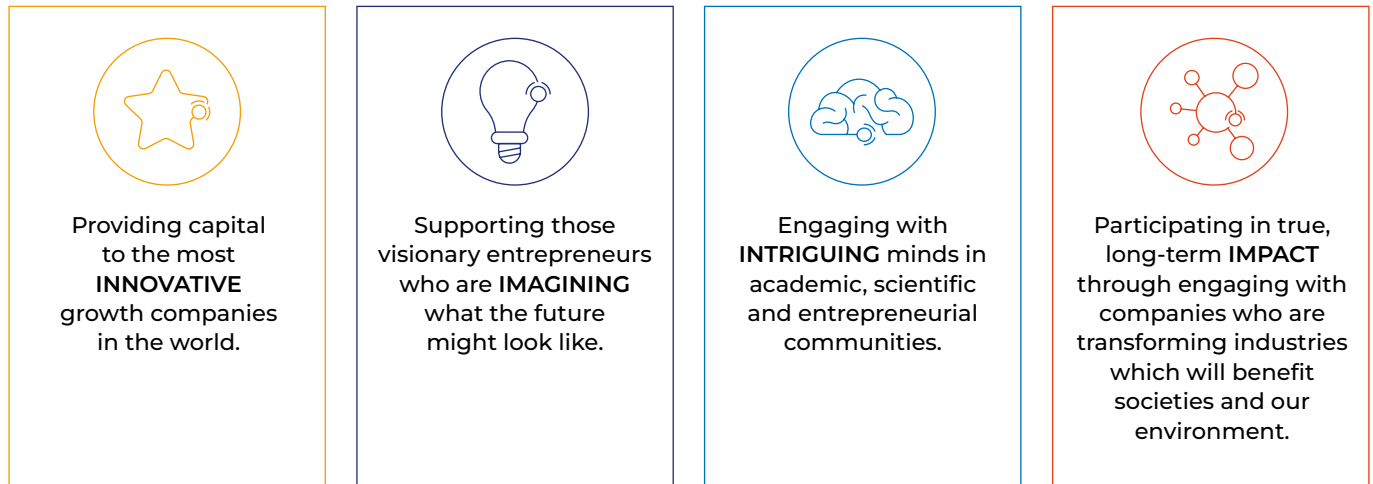 Providing capital
to the most
INNOVATIVE
growth companies
in the world.
Supporting those
visionary entrepreneurs
who are IMAGINING
what the future
might look like.
Engaging with
INTRIGUING minds in
academic, scientific
and entrepreneurial
communities.
Participating in true,
long-term IMPACT
through engaging with
companies who are
transforming industries
which will benefit
societies and our
environment.